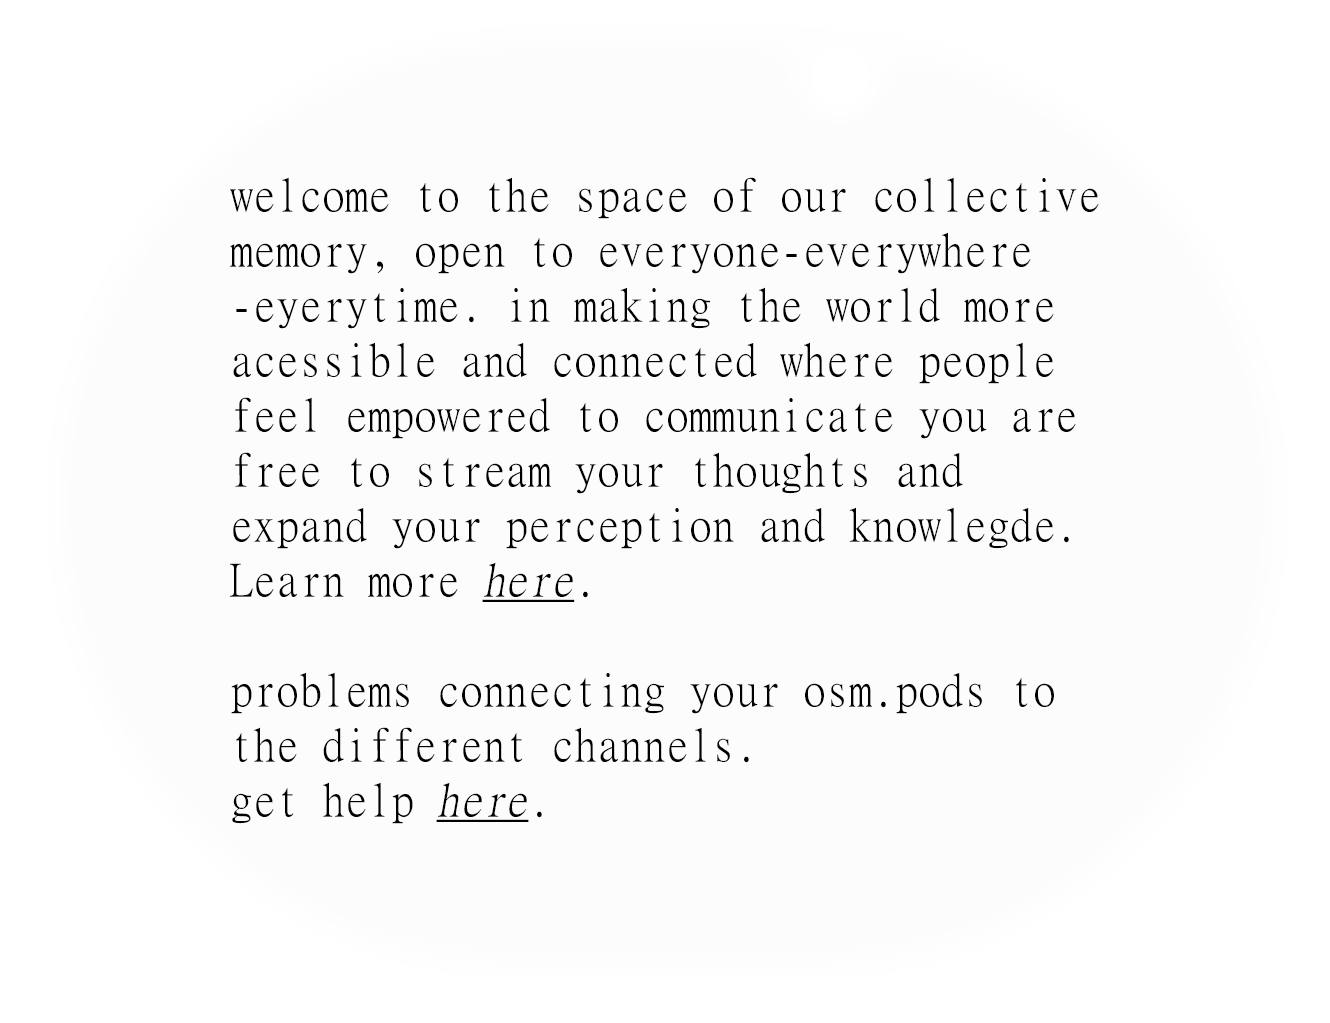 welcome to the space of our collective
memory, open to everyone-everywhere
-eyerytime. in making the world more
acessible and connected where people
feel empowered to communicate you are
free to stream your thoughts and
expand your perception and knowlegde.
Learn more here.
problems connecting your osm.pods to
the different channels.
get help here.